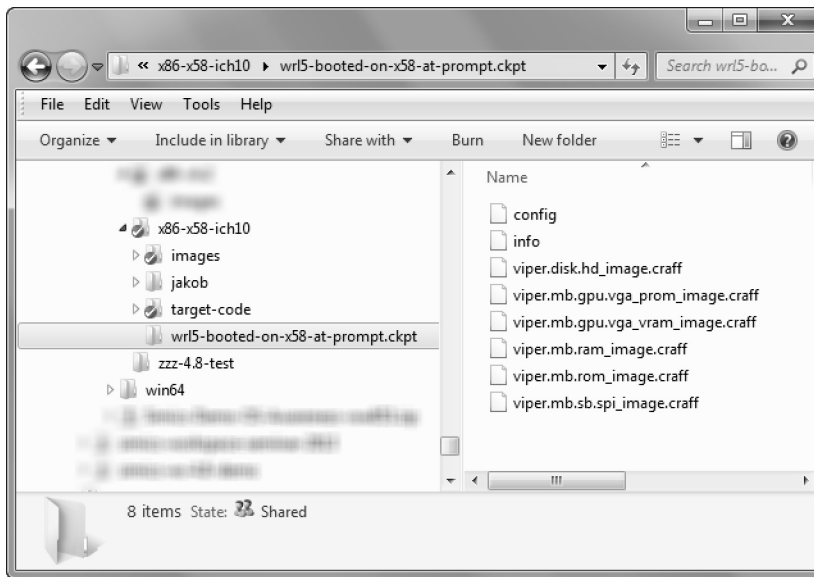 « x86-x58-ich10 ▸ wrl5-booted-on-x58-at-prompt.ckpt Search wrl5-bo...
File Edit View Tools Help
Organize Include in library Share with Burn New folder
Name
x86-x58-ich10
images
jakob
target-code
wrl5-booted-on-x58-at-prompt.ckpt
zzz-4.8-test
win64
config
info
viper.disk.hd_image.craff
viper.mb.gpu.vga_prom_image.craff
viper.mb.gpu.vga_vram_image.craff
viper.mb.ram_image.craff
viper.mb.rom_image.craff
viper.mb.sb.spi_image.craff
8 items State: Shared